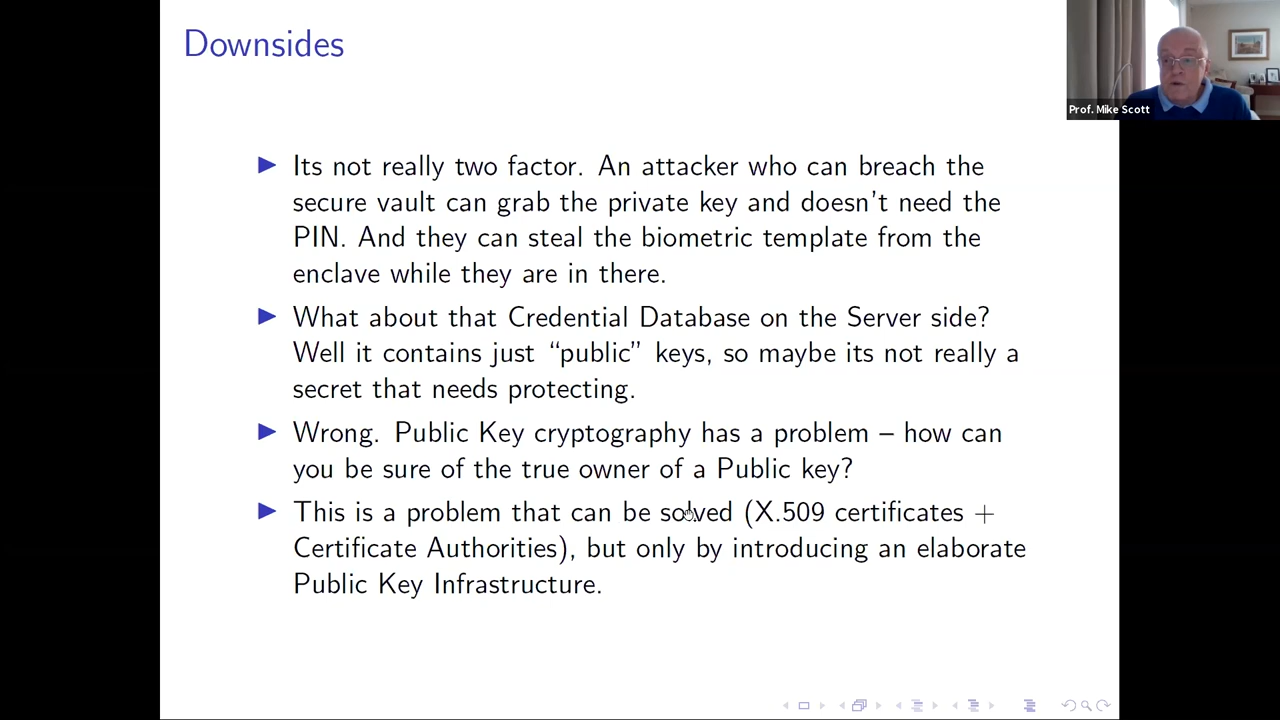 Downsides
Prof. Mike Scott
Its not really two factor. An attacker who can breach the
secure vault can grab the private key and doesn't need the
PIN. And they can steal the biometric template from the
enclave while they are in there.
What about that Credential Database on the Server side?
Well it contains just “public” keys, so maybe its not really a
secret that needs protecting.
Wrong. Public Key cryptography has a problem – how can
you be sure of the true owner of a Public key?
This is a problem that can be solved (X.509 certificates +
Certificate Authorities), but only by introducing an elaborate
Public Key Infrastructure.